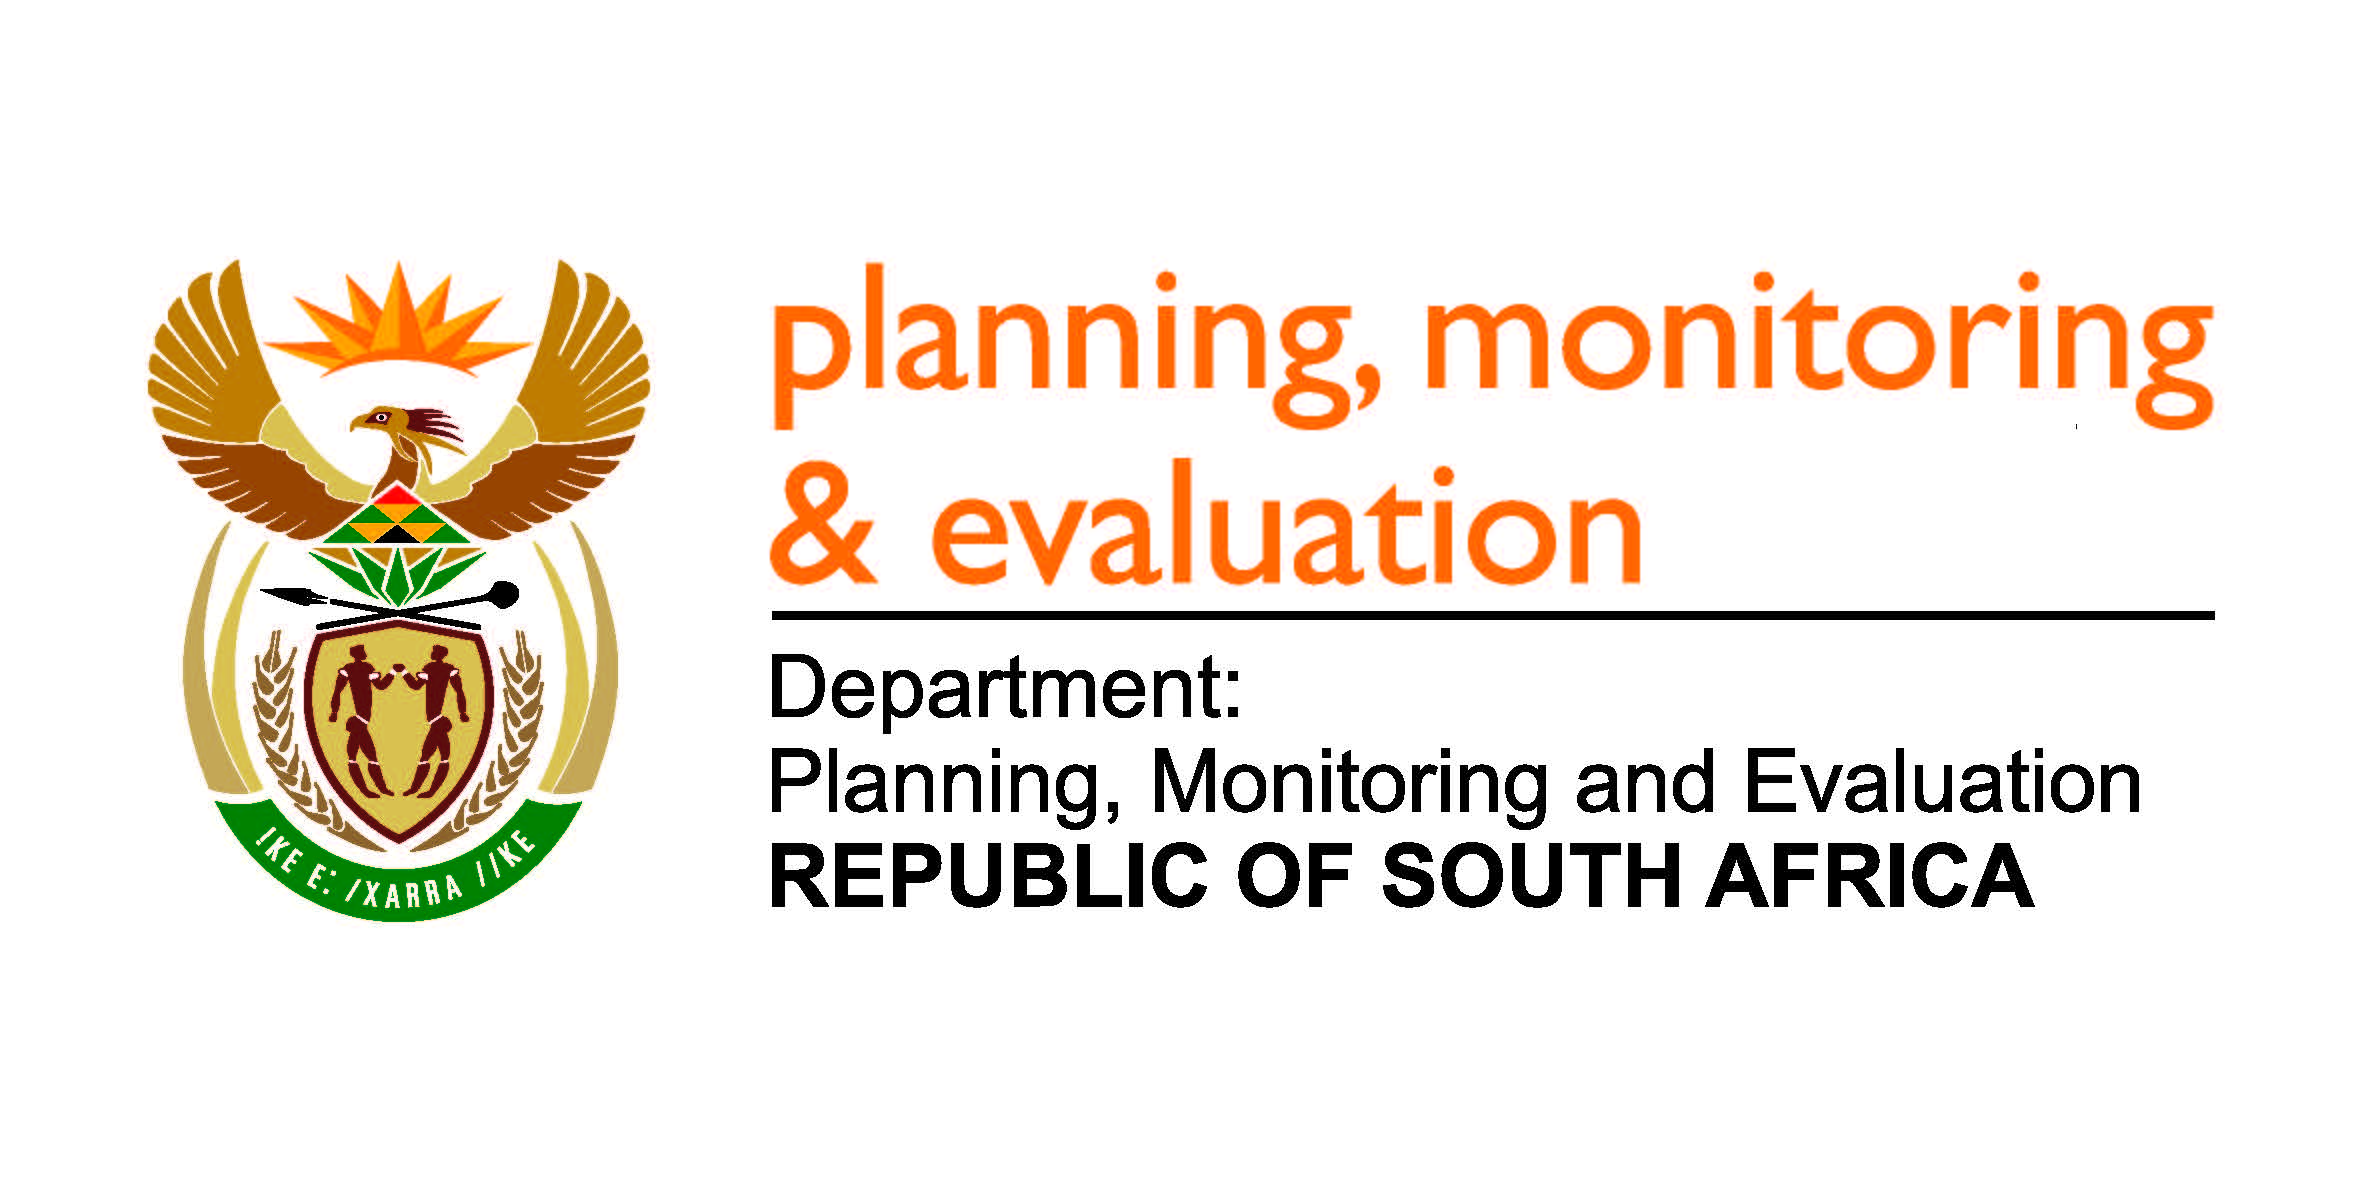 planning, monitoring
& evaluation
Department:
Planning, Monitoring and Evaluation
REPUBLIC OF SOUTH AFRICA
!KE E: /XARRA //KE